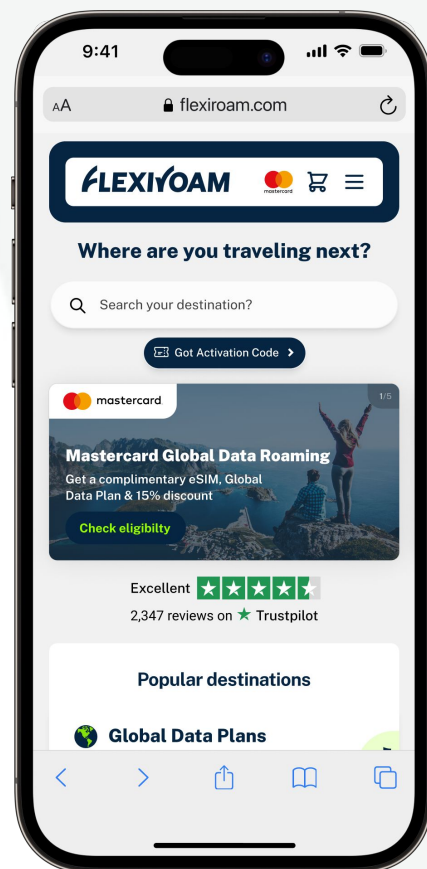 9:41
AA flexiroam.com
FLEXIROAM mastercard
Where are you traveling next?
Search your destination?
Got Activation Code
mastercard.
1/5
Mastercard Global Data Roaming
Get a complimentary eSIM, Global
Data Plan & 15% discount
Check eligibilty
Excellent
2,347 reviews on Trustpilot
Popular destinations
Global Data Plans